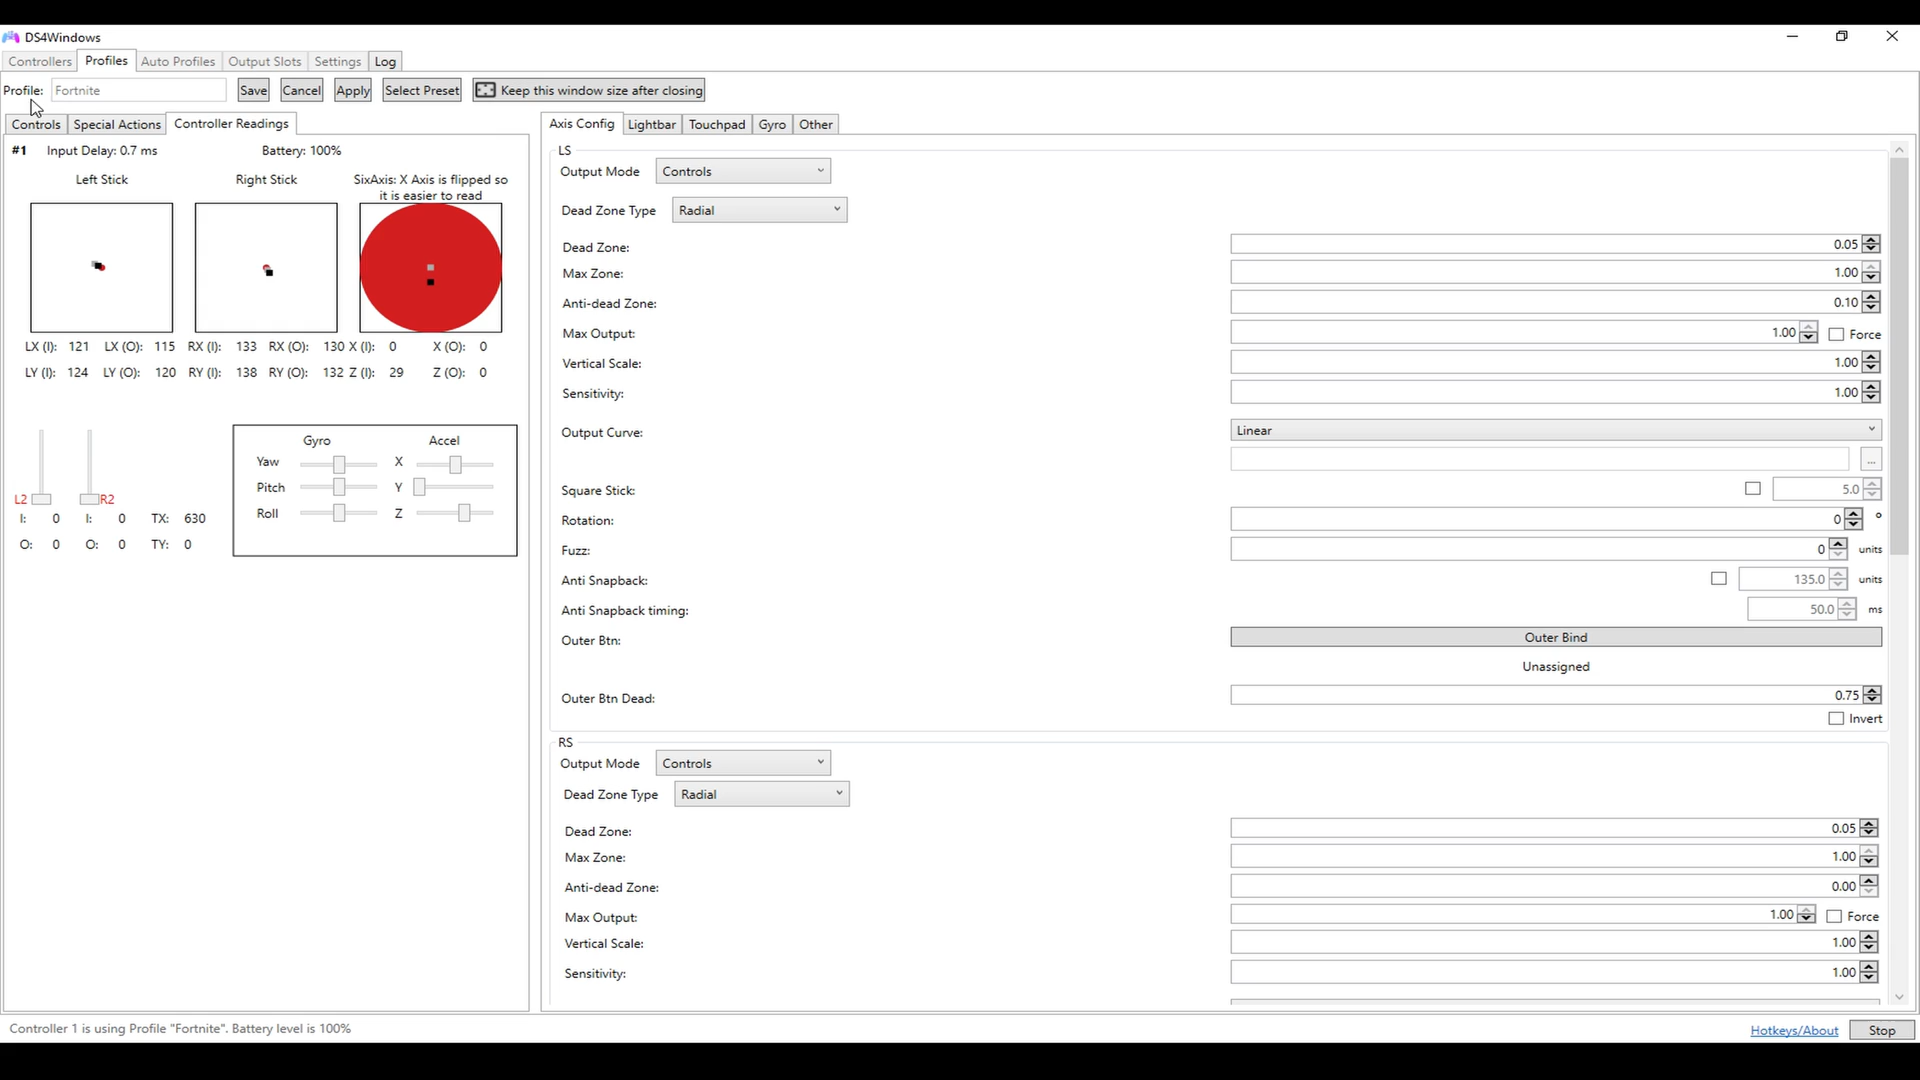 DS4Windows
Controllers Profiles Auto Profiles Output Slots Settings Log
Profile: Fortnite Save Cancel Apply Select Preset Keep this window size after closing
Controls Special Actions Controller Readings
#1 Input Delay: 0.7 ms Battery: 100%
Left Stick Right Stick SixAxis: X Axis is flipped so
it is easier to read
LX (I): 121 LX (O): 115 RX (I): 133 RX (O): 130 X (I): 0 X (O): 0
LY (I): 124 LY (O): 120 RY (I): 138 RY (O): 132 Z (I): 29 Z (O): 0
L2 R2
I: 0 I: 0 TX: 630
O: 0 O: 0 TY: 0
Gyro Accel
Yaw X
Pitch Y
Roll Z
Axis Config Lightbar Touchpad Gyro Other
LS
Output Mode Controls
Dead Zone Type Radial
Dead Zone: 0.05
Max Zone: 1.00
Anti-dead Zone: 0.10
Max Output: 1.00 Force
Vertical Scale: 1.00
Sensitivity: 1.00
Output Curve: Linear
...
Square Stick: 5.0
Rotation: 0 °
Fuzz: 0 units
Anti Snapback: 135.0 units
Anti Snapback timing: 50.0 ms
Outer Btn: Outer Bind
Unassigned
Outer Btn Dead: 0.75
Invert
RS
Output Mode Controls
Dead Zone Type Radial
Dead Zone: 0.05
Max Zone: 1.00
Anti-dead Zone: 0.00
Max Output: 1.00 Force
Vertical Scale: 1.00
Sensitivity: 1.00
Controller 1 is using Profile "Fortnite". Battery level is 100%
Hotkeys/About Stop